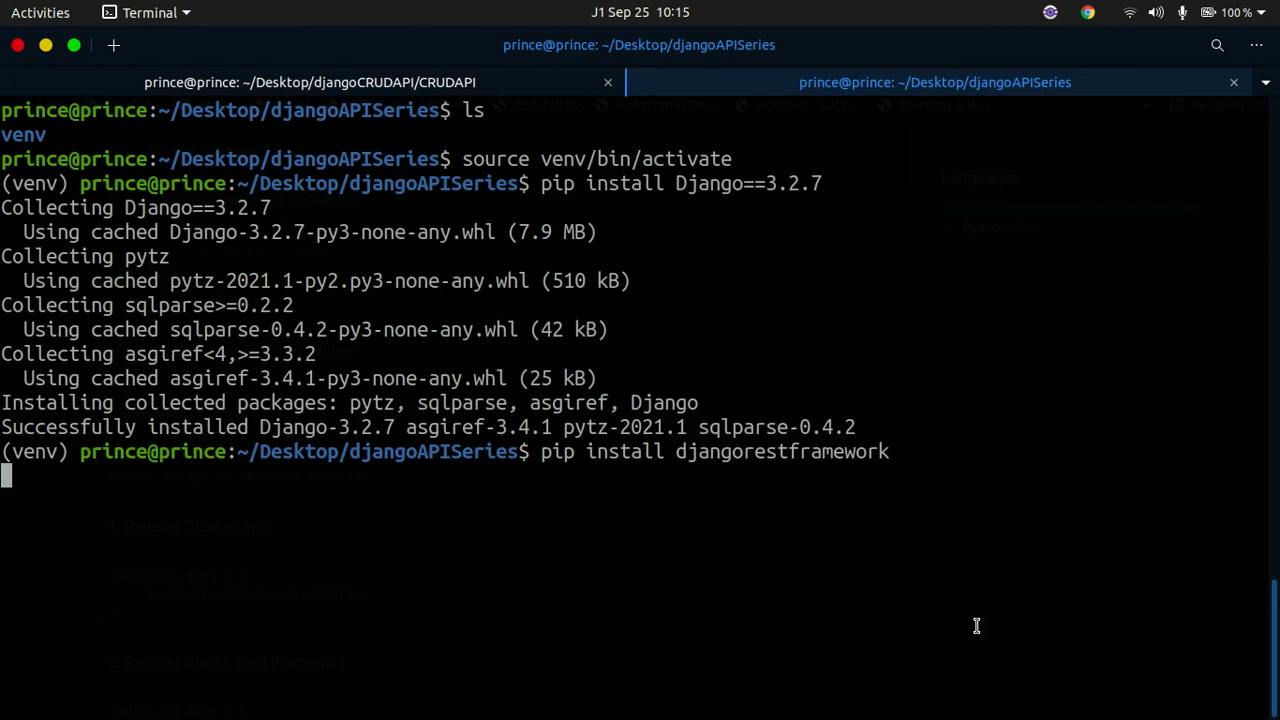 Activities
Terminal
J1 Sep 25 10:15
100 %
prince@prince: ~/Desktop/djangoAPISeries
prince@prince: ~/Desktop/djangoCRUDAPI/CRUDAPI
prince@prince: ~/Desktop/djangoAPISeries
CSS-Tricks
Reading list
prince@prince:~/Desktop/djangoAPISeries$ ls
venv
prince@prince:~/Desktop/djangoAPISeries$ source venv/bin/activate
(venv) prince@prince:~/Desktop/djangoAPISeries$ pip install Django==3.2.7
Languages
Collecting Django==3.2.7
Python
Using cached Django-3.2.7-py3-none-any.whl (7.9 MB)
Collecting pytz
Using cached pytz-2021.1-py2.py3-none-any.whl (510 kB)
Collecting sqlparse>=0.2.2
Using cached sqlparse-0.4.2-py3-none-any.whl (42 kB)
Collecting asgiref<4,>=3.3.2
Using cached asgiref-3.4.1-py3-none-any.whl (25 kB)
Installing collected packages: pytz, sqlparse, asgiref, Django
Successfully installed Django-3.2.7 asgiref-3.4.1 pytz-2021.1 sqlparse-0.4.2
(venv) prince@prince:~/Desktop/djangoAPISeries$ pip install djangorestframework